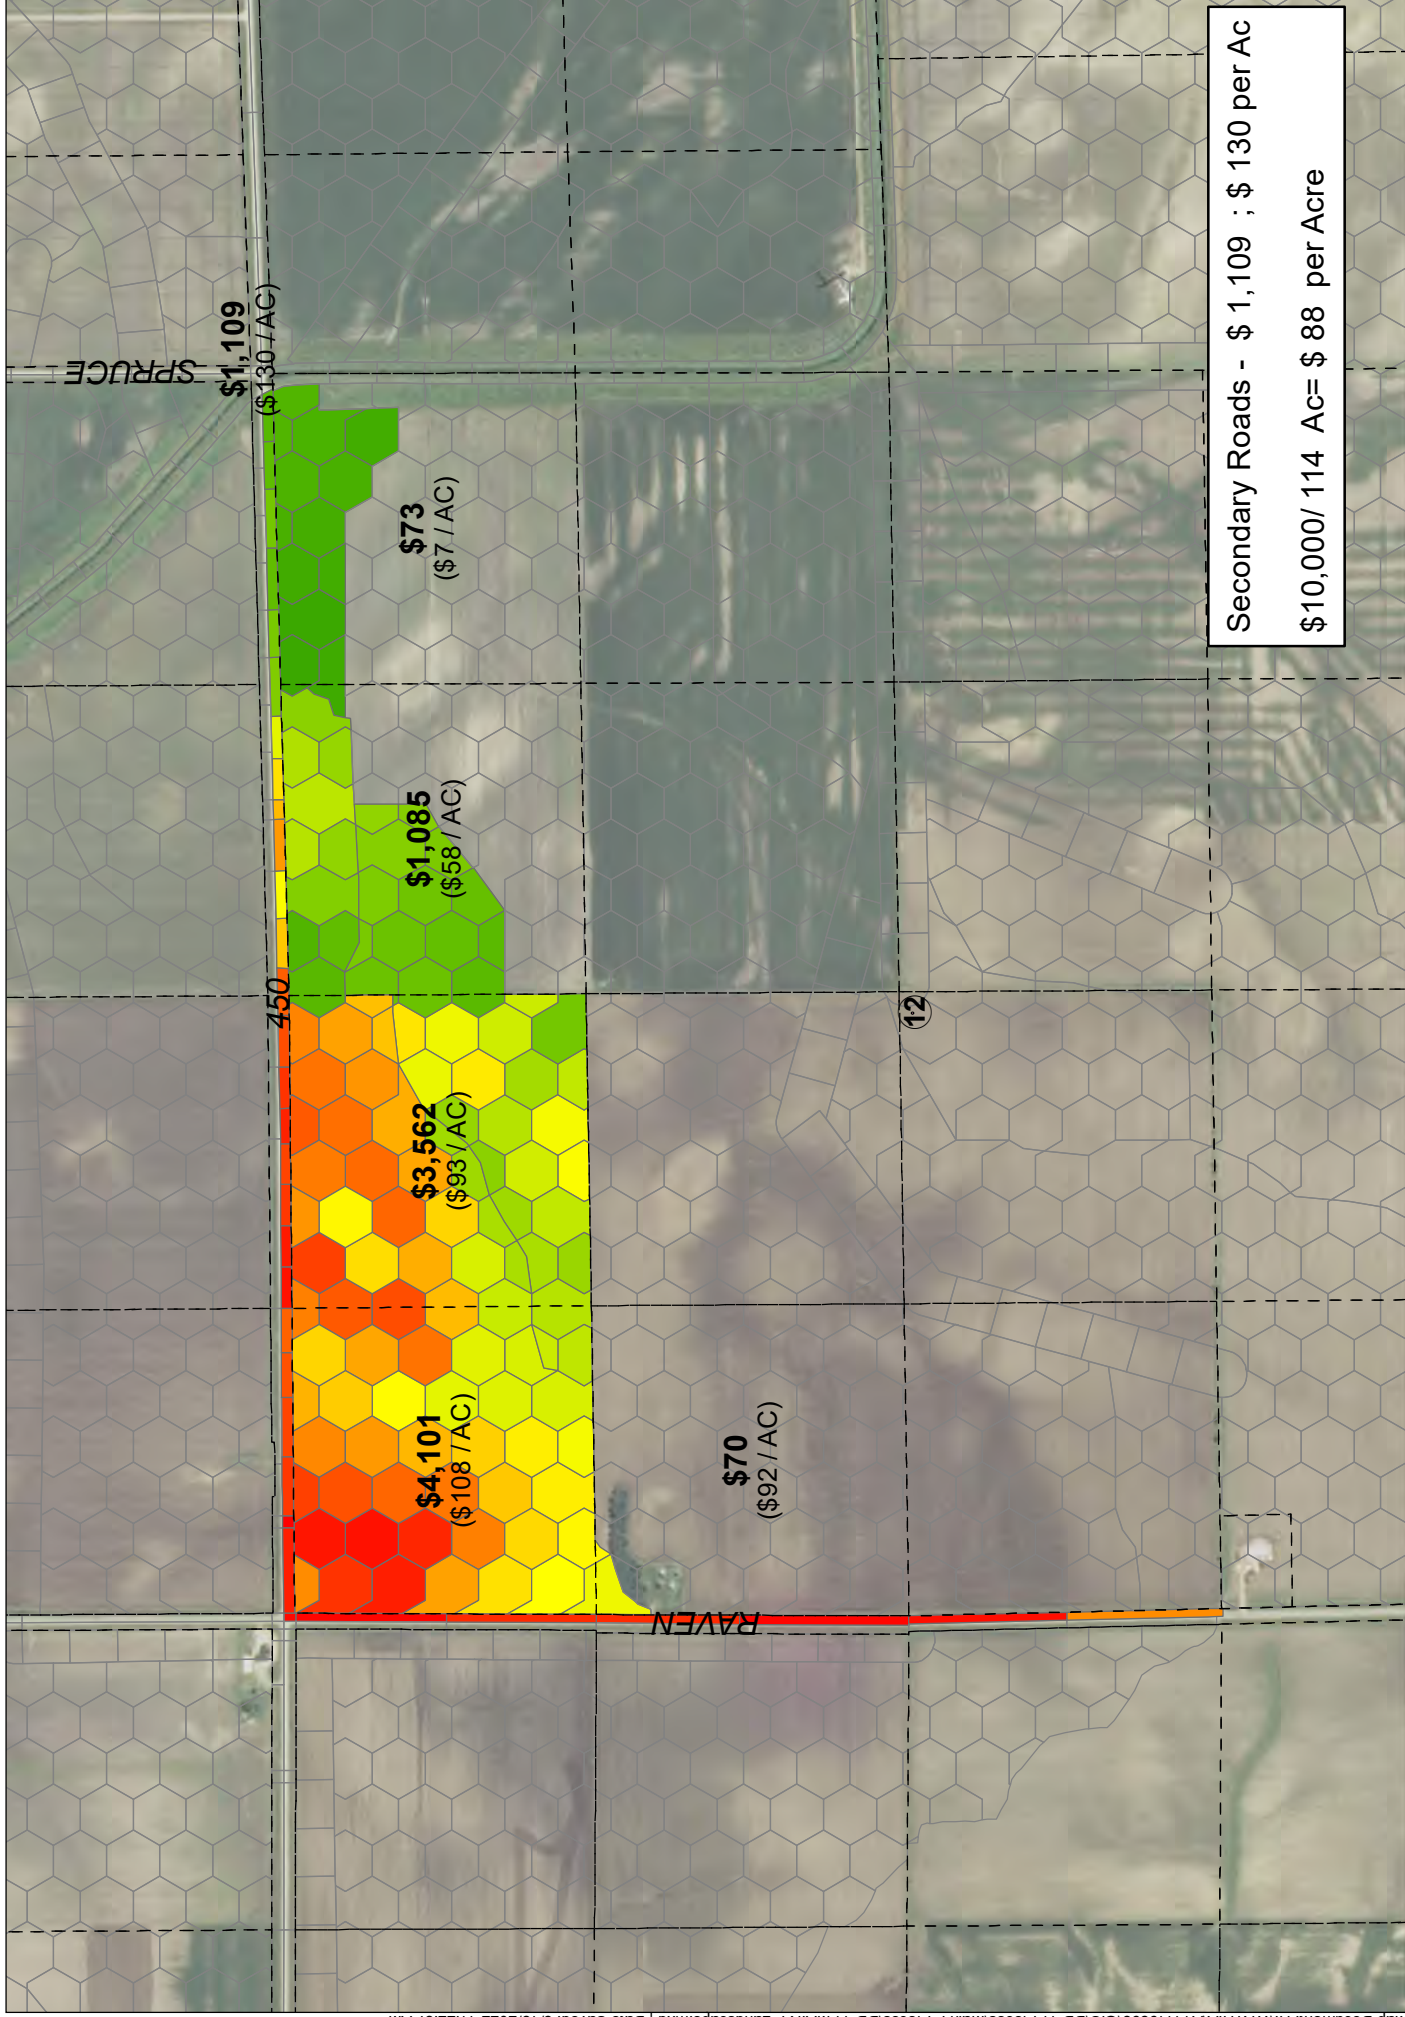 SPRUCE
$1,109
($130 / AC)
$73
($7 / AC)
$1,085
($58 / AC)
450
$3,562
($93 / AC)
12
$4,101
($108 / AC)
$70
($92 / AC)
RAVEN
Secondary Roads - $ 1,109 ; $ 130 per Ac
$10,000/ 114 Ac= $ 88 per Acre